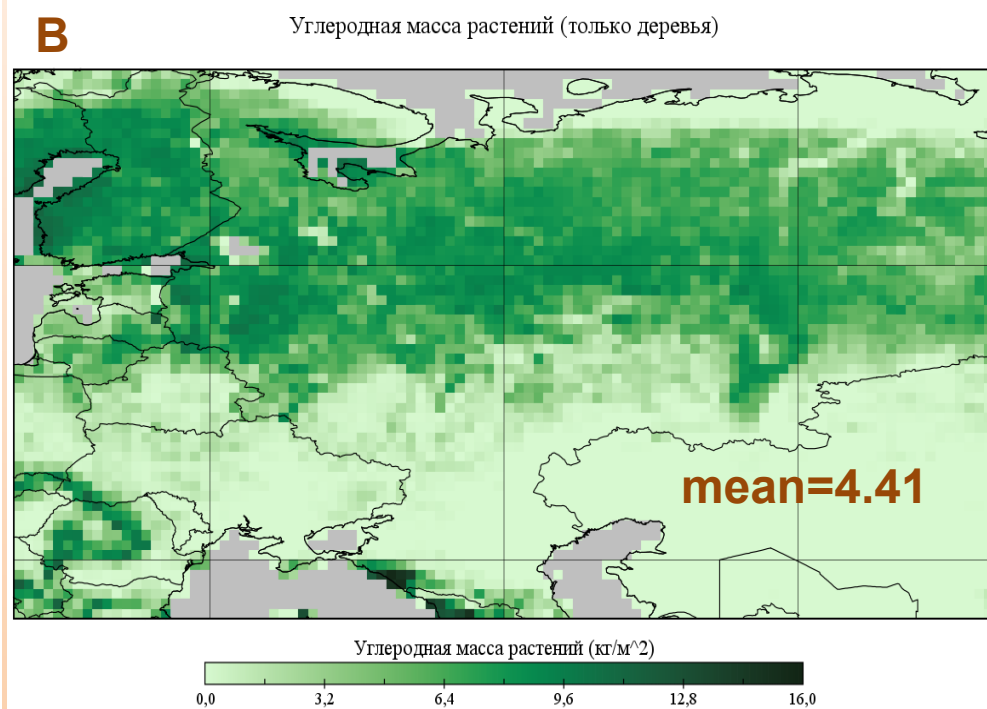 B
Углеродная масса растений (только деревья)
mean=4.41
Углеродная масса растений (кг/м^2)
0,0 3,2 6,4 9,6 12,8 16,0